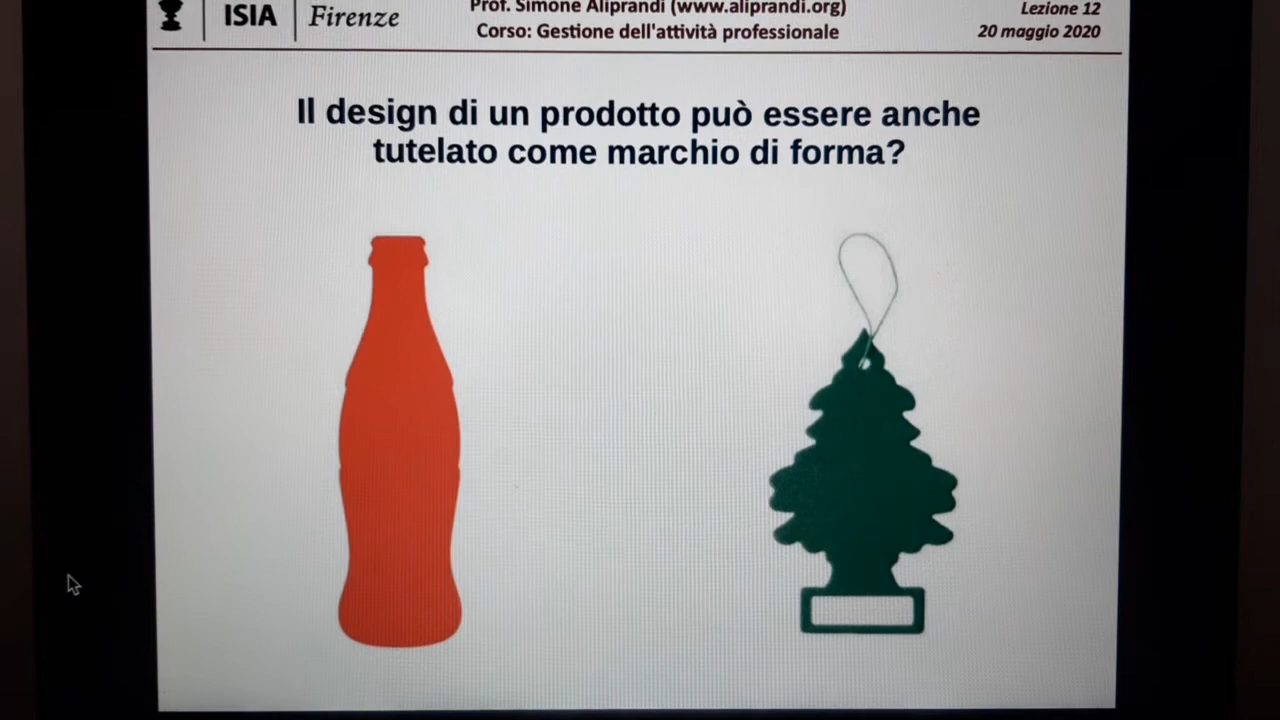 ISIA Firenze
Prof. Simone Aliprandi (www.aliprandi.org)
Corso: Gestione dell'attività professionale
Lezione 12
20 maggio 2020
Il design di un prodotto può essere anche
tutelato come marchio di forma?